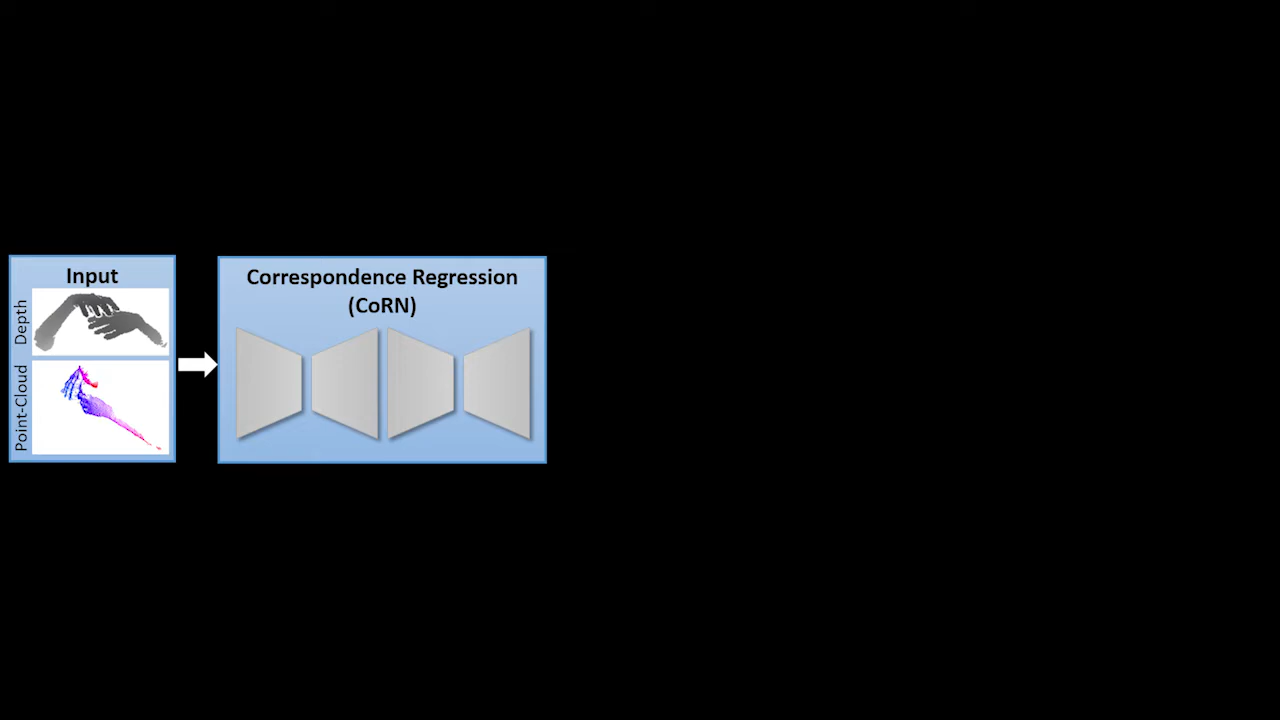 Input
Depth
Point-Cloud
Correspondence Regression
(CoRN)